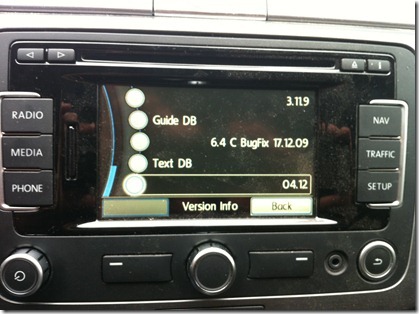 3.11.9
Guide DB
6.4 C BugFix 17.12.09
Text DB
04.12
Version Info
Back
RADIO
MEDIA
PHONE
NAV
TRAFFIC
SETUP